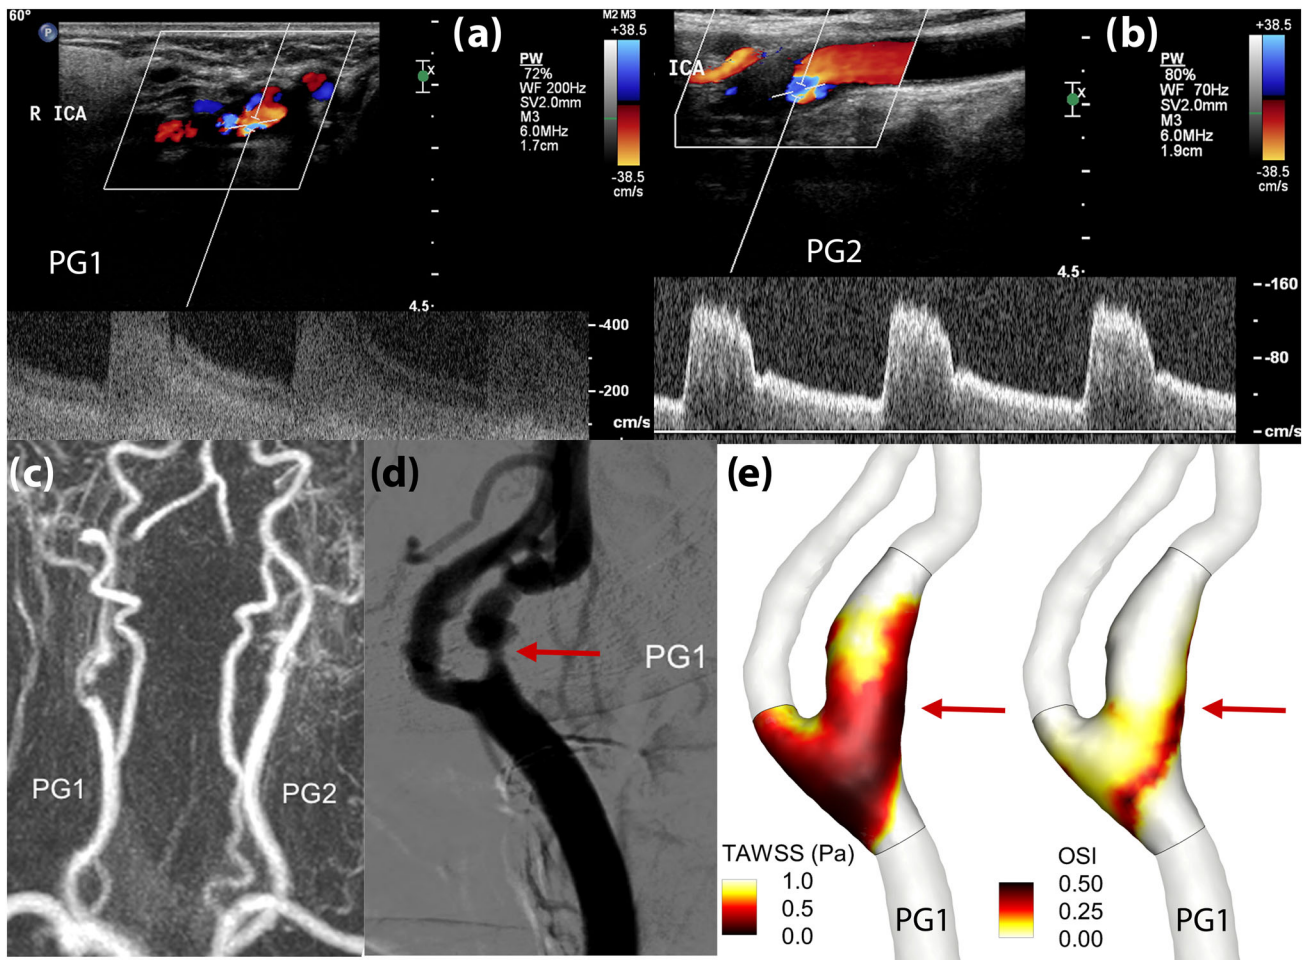 60°
P
(a)
R ICA
PW
72%
WF 200Hz
SV2.0mm
M3
6.0MHz
1.7cm
M2 M3
+38.5
-38.5
cm/s
x
PG1
4.5
-400
-200
cm/s
(b)
ICA
PW
80%
WF 70Hz
SV2.0mm
M3
6.0MHz
1.9cm
+38.5
-38.5
cm/s
x
PG2
4.5
-160
-80
-cm/s
(c)
PG1
PG2
(d)
PG1
(e)
TAWSS (Pa)
1.0
0.5
0.0
PG1
OSI
0.50
0.25
0.00
PG1